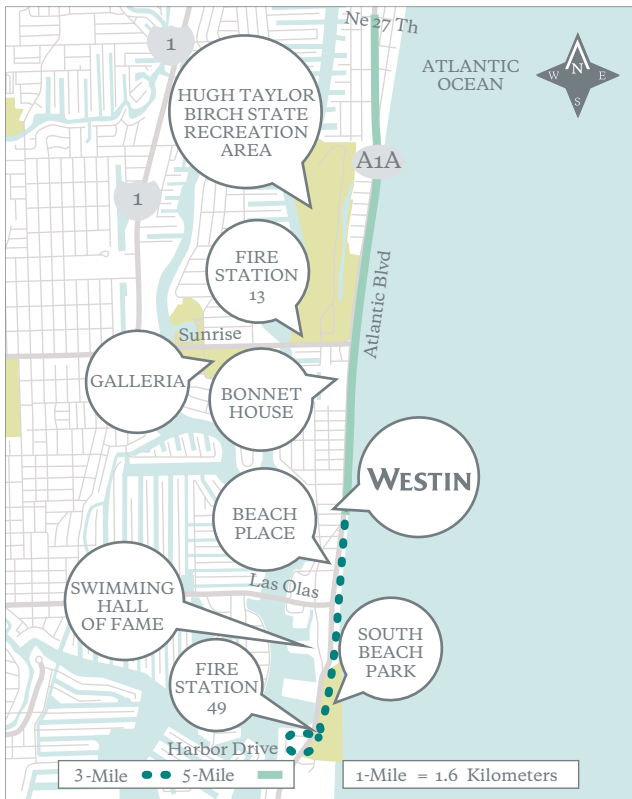 Ne 27 Th
1
ATLANTIC
OCEAN
N
W
E
S
HUGH TAYLOR
BIRCH STATE
RECREATION
AREA
A1A
1
FIRE
STATION
13
Atlantic Blvd
Sunrise
GALLERIA
BONNET
HOUSE
WESTIN
BEACH
PLACE
Las Olas
SWIMMING
HALL
OF FAME
SOUTH
BEACH
PARK
FIRE
STATION
49
Harbor Drive
3-Mile 5-Mile
1-Mile = 1.6 Kilometers